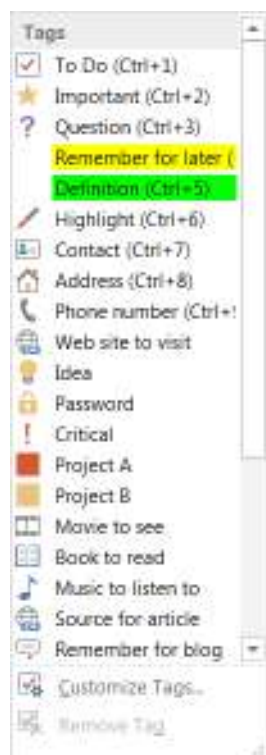 Tags
To Do (Ctrl+1)
Important (Ctrl+2)
Question (Ctrl+3)
Remember for later (
Definition (Ctrl+5)
Highlight (Ctrl+6)
Contact (Ctrl+7)
Address (Ctrl+8)
Phone number (Ctrl+
Web site to visit
Idea
Password
Critical
Project A
Project B
Movie to see
Book to read
Music to listen to
Source for article
Remember for blog
Customize Tags...
Remove Tag